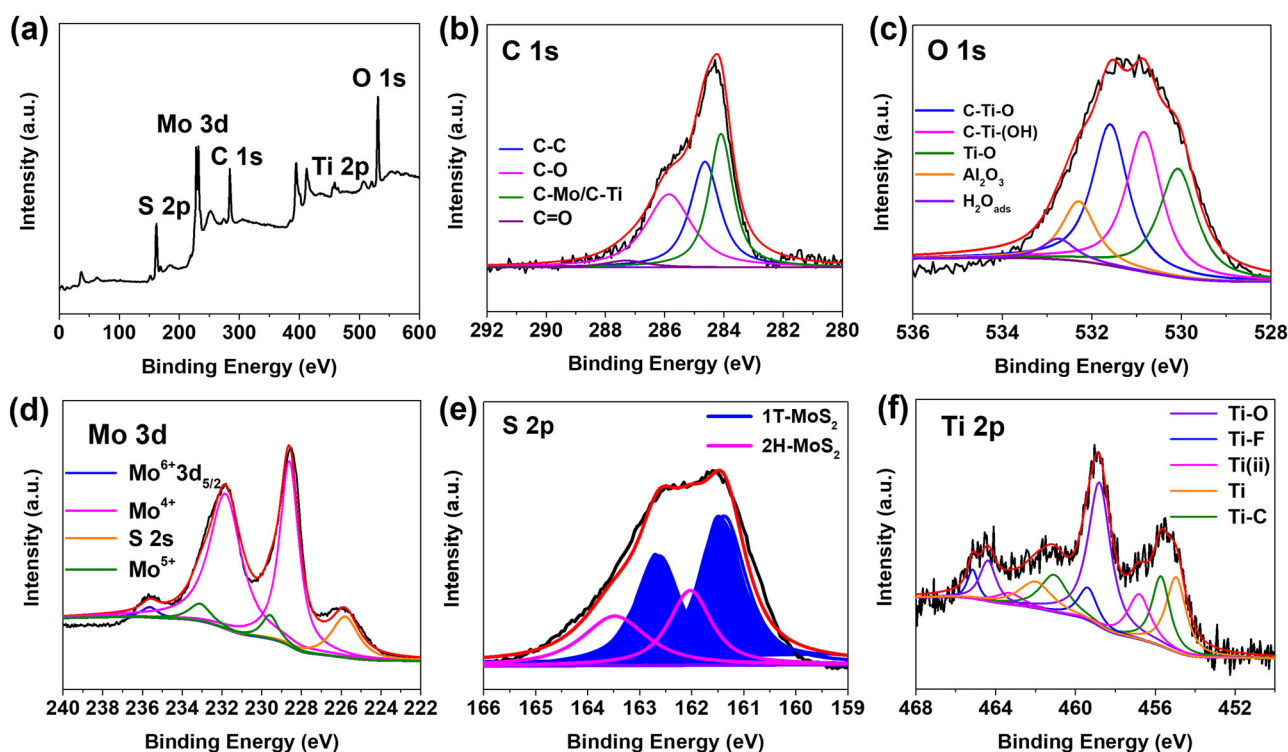 (a)
O 1s
Mo 3d
C 1s
Ti 2p
S 2p
Intensity (a.u.)
0 100 200 300 400 500 600
Binding Energy (eV)
(b)
C 1s
C-C
C-O
C-Mo/C-Ti
C=O
Intensity (a.u.)
292 290 288 286 284 282 280
Binding Energy (eV)
(c)
O 1s
C-Ti-O
C-Ti-(OH)
Ti-O
Al₂O₃
H₂Oads
Intensity (a.u.)
536 534 532 530 528
Binding Energy (eV)
(d)
Mo 3d
Mo⁶⁺3d5/2
Mo⁴⁺
S 2s
Mo⁵⁺
Intensity (a.u.)
240 238 236 234 232 230 228 226 224 222
Binding Energy (eV)
(e)
S 2p
1T-MoS₂
2H-MoS₂
Intensity (a.u.)
166 165 164 163 162 161 160 159
Binding Energy (eV)
(f)
Ti 2p
Ti-O
Ti-F
Ti(ii)
Ti
Ti-C
Intensity (a.u.)
468 464 460 456 452
Binding Energy (eV)